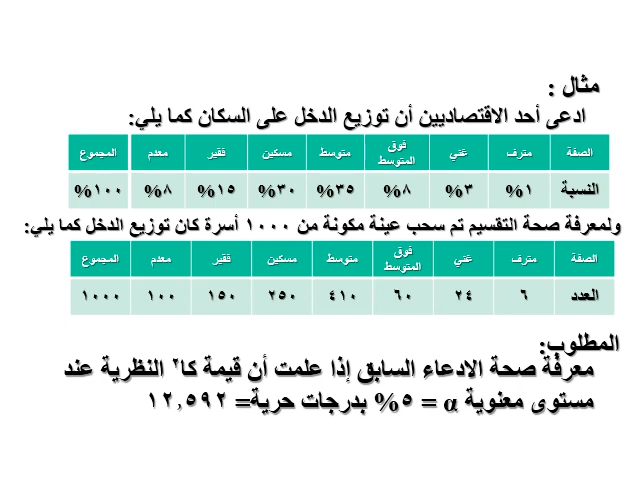 مثال :
ادعى أحد الاقتصاديين أن توزيع الدخل على السكان كما يلي:
الصفة مترف غني فوق المتوسط متوسط مسكين فقير معدم المجموع
النسبة ١% ٣% ٨% ٣٥% ٣٠% ١٥% ٨% ١٠٠%
ولمعرفة صحة التقسيم تم سحب عينة مكونة من ١٠٠٠ أسرة كان توزيع الدخل كما يلي:
الصفة مترف غني فوق المتوسط متوسط مسكين فقير معدم المجموع
العدد ٦ ٢٤ ٦٠ ٤١٠ ٢٥٠ ١٥٠ ١٠٠ ١٠٠٠
المطلوب:
معرفة صحة الادعاء السابق إذا علمت أن قيمة كا٢ النظرية عند
مستوى معنوية α = ٥% بدرجات حرية= ١٢,٥٩٢